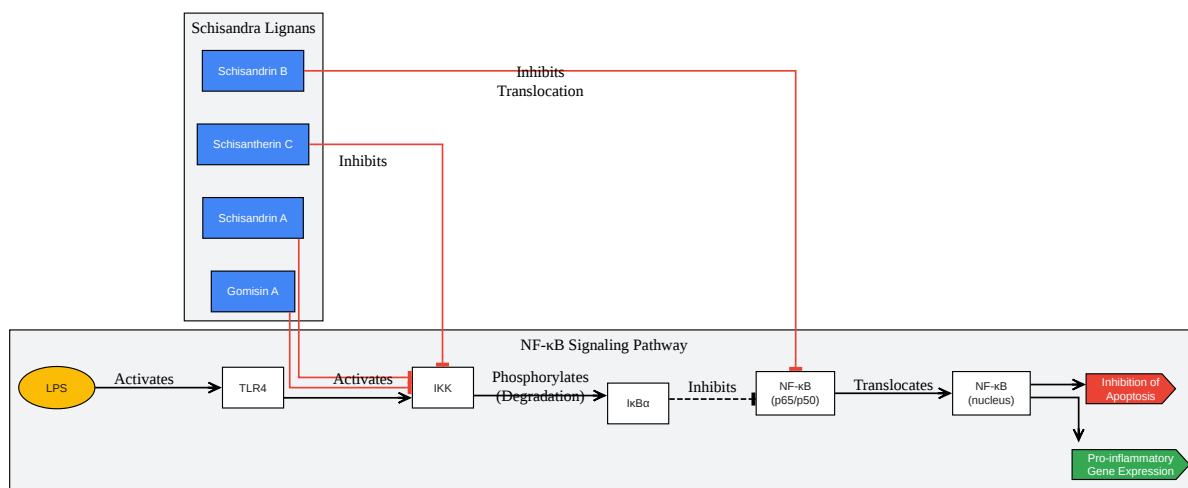 Schisandra Lignans
Schisandrin B
Inhibits
Translocation
Schisantherin C
Inhibits
Schisandrin A
Gomisin A
NF-κB Signaling Pathway
LPS
Activates
TLR4
Activates
IKK
Phosphorylates
(Degradation)
IκBα
Inhibits
NF-κB
(p65/p50)
Translocates
NF-κB
(nucleus)
Inhibition of
Apoptosis
Pro-inflammatory
Gene Expression